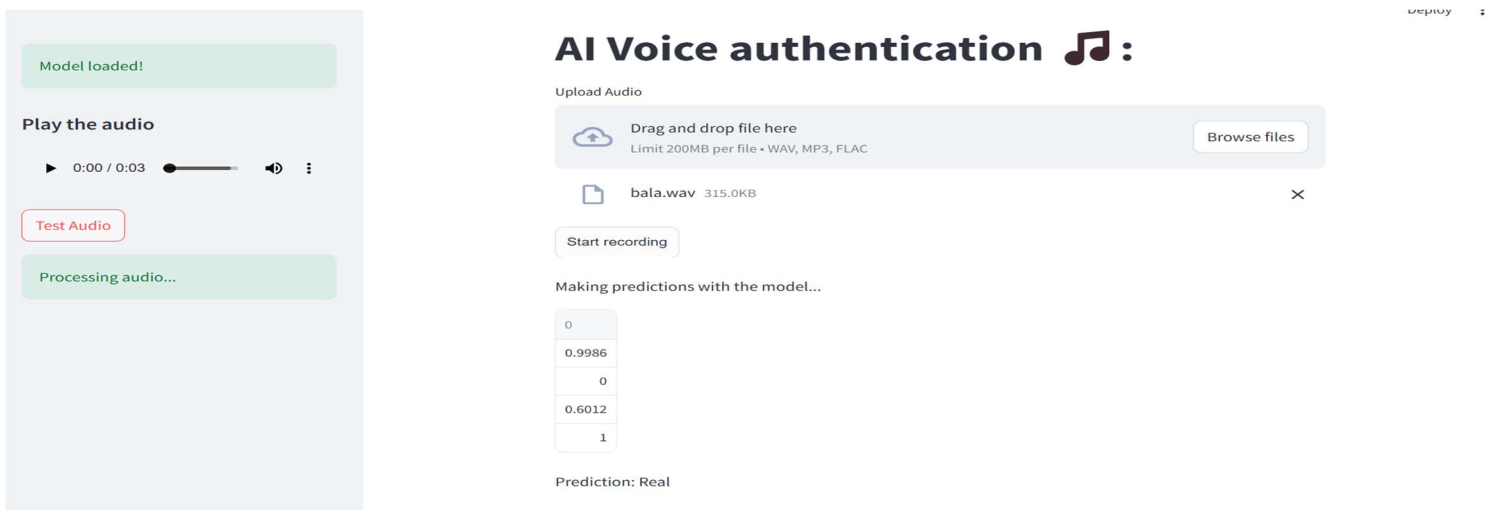 Deploy
Model loaded!
Play the audio
0:00 / 0:03
Test Audio
Processing audio...
AI Voice authentication 🎵:
Upload Audio
Drag and drop file here
Limit 200MB per file • WAV, MP3, FLAC
Browse files
bala.wav 315.0KB
Start recording
Making predictions with the model...
0
0.9986
0
0.6012
1
Prediction: Real